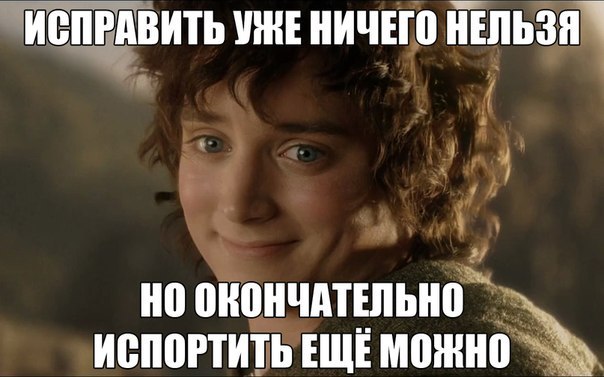 ИСПРАВИТЬ УЖЕ НИЧЕГО НЕЛЬЗЯ
НО ОКОНЧАТЕЛЬНО
ИСПОРТИТЬ ЕЩЁ МОЖНО